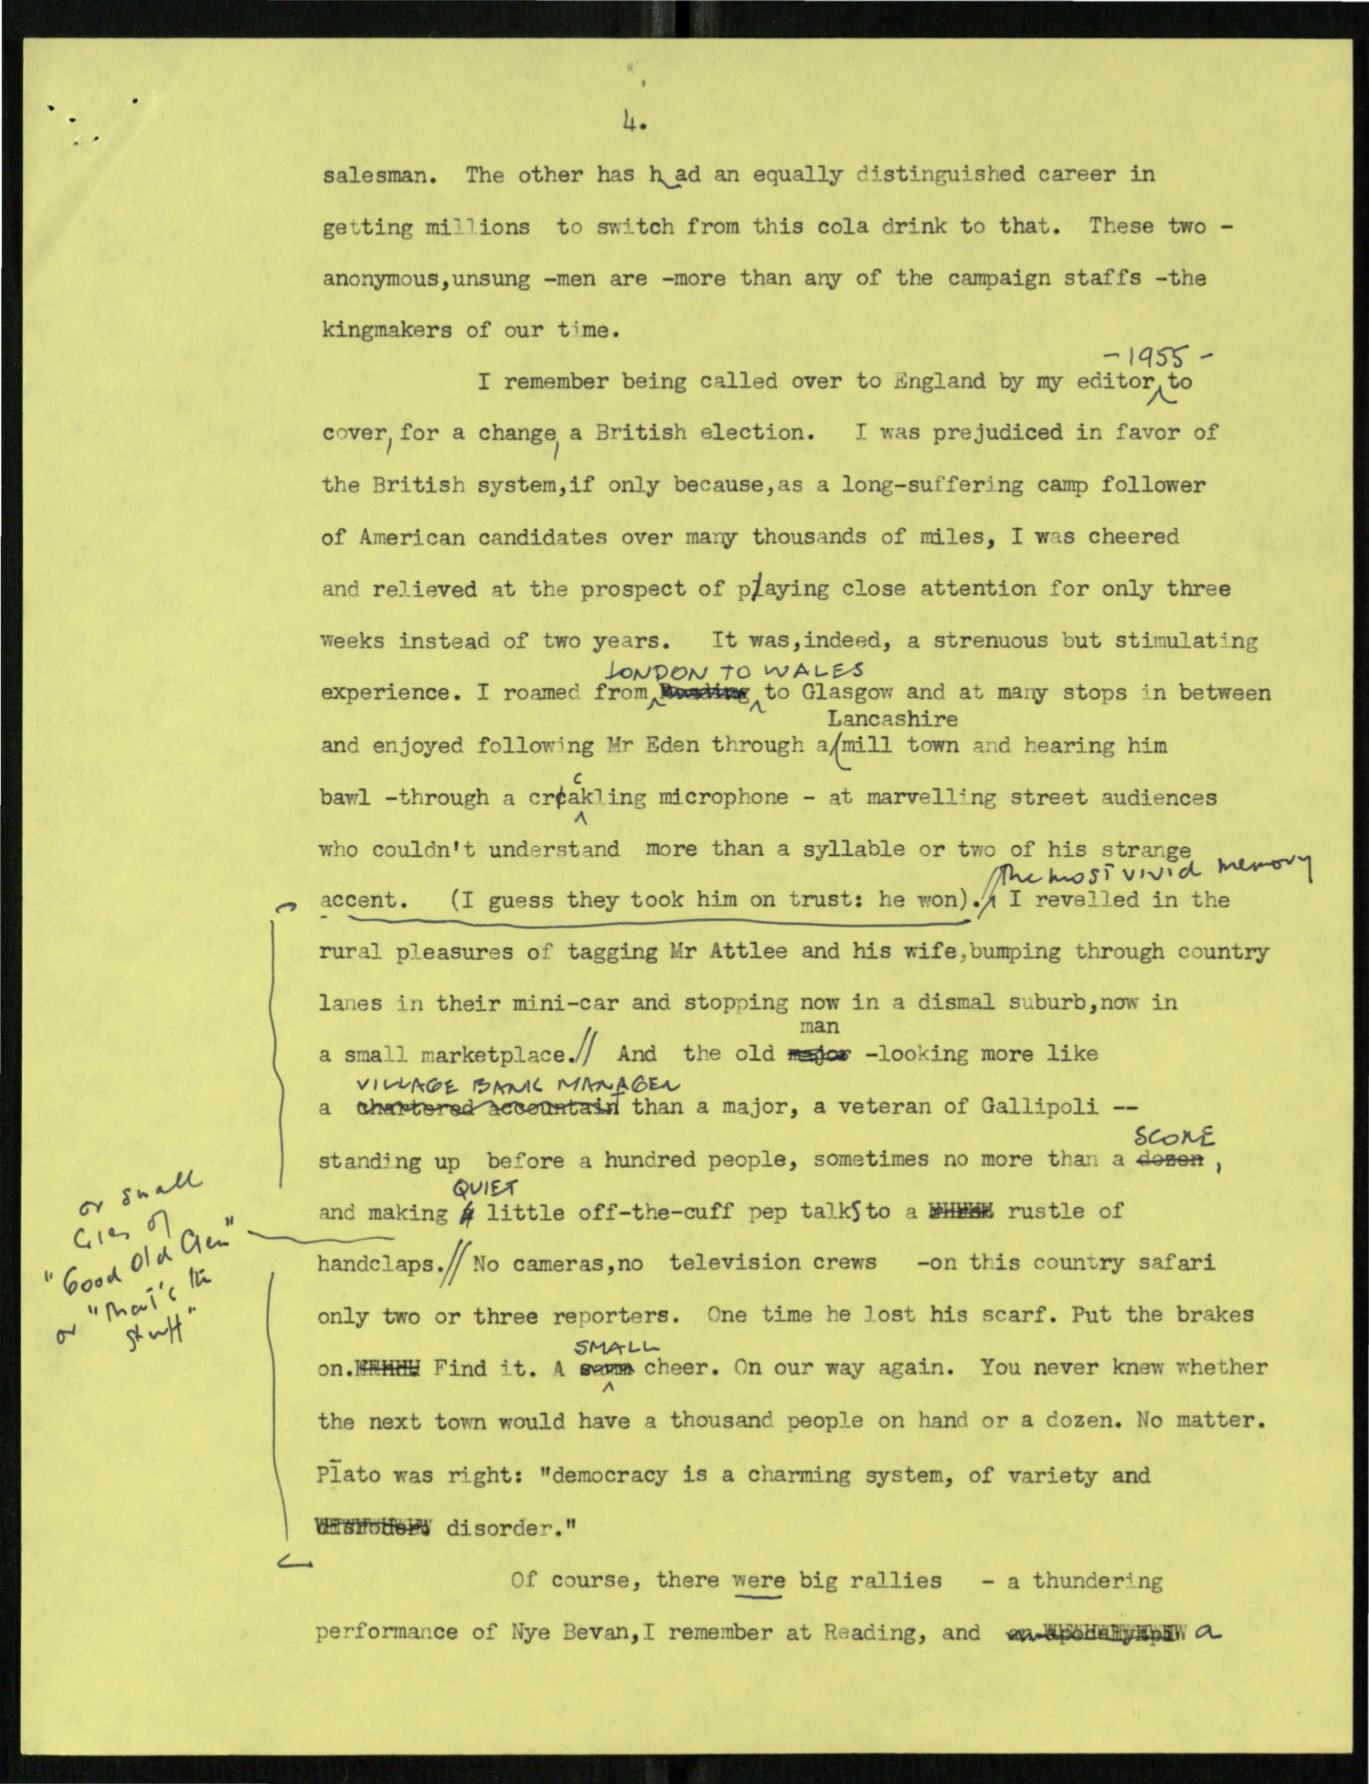 4.
salesman. The other has had an equally distinguished career in
getting millions to switch from this cola drink to that. These two -
anonymous,unsung -men are -more than any of the campaign staffs -the
kingmakers of our time.
-1955-
I remember being called over to England by my editor to
cover, for a change, a British election. I was prejudiced in favor of
the British system,if only because,as a long-suffering camp follower
of American candidates over many thousands of miles, I was cheered
and relieved at the prospect of paying close attention for only three
weeks instead of two years. It was,indeed, a strenuous but stimulating
LONDON TO WALES
experience. I roamed from Reading to Glasgow and at many stops in between
Lancashire
and enjoyed following Mr Eden through a mill town and hearing him
c
bawl -through a crakling microphone - at marvelling street audiences
who couldn't understand more than a syllable or two of his strange
The most vivid memory
accent. (I guess they took him on trust: he won). I revelled in the
rural pleasures of tagging Mr Attlee and his wife,bumping through country
lanes in their mini-car and stopping now in a dismal suburb,now in
man
a small marketplace.// And the old major -looking more like
VILLAGE BANK MANAGER
a chartered accountant than a major, a veteran of Gallipoli --
SCORE
standing up before a hundred people, sometimes no more than a dozen ,
QUIET
and making little off-the-cuff pep talks to a rustle of
or small
cries of
"Good Old Clem"
or "That's the
stuff"
handclaps.// No cameras,no television crews -on this country safari
only two or three reporters. One time he lost his scarf. Put the brakes
SMALL
on. Find it. A cheer. On our way again. You never knew whether
the next town would have a thousand people on hand or a dozen. No matter.
Plato was right: "democracy is a charming system, of variety and
disorder."
Of course, there were big rallies - a thundering
performance of Nye Bevan,I remember at Reading, and a